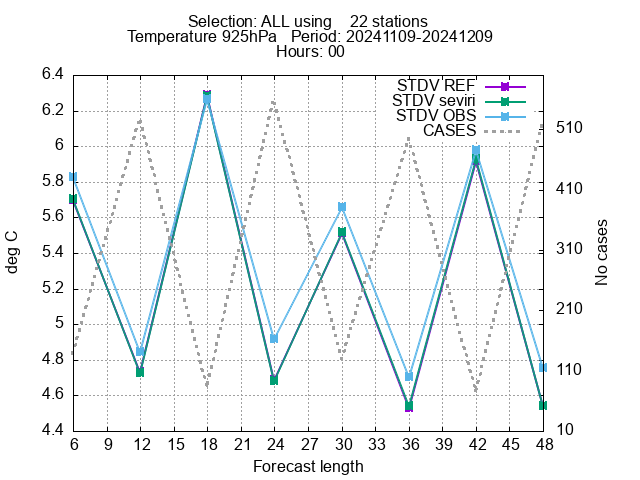 Selection: ALL using    22 stations
Temperature 925hPa   Period: 20241109-20241209
Hours: 00
STDV REF
STDV seviri
STDV OBS
CASES
deg C
6.4
6.2
6
5.8
5.6
5.4
5.2
5
4.8
4.6
4.4
510
410
310
210
110
10
No cases
6 9 12 15 18 21 24 27 30 33 36 39 42 45 48
Forecast length